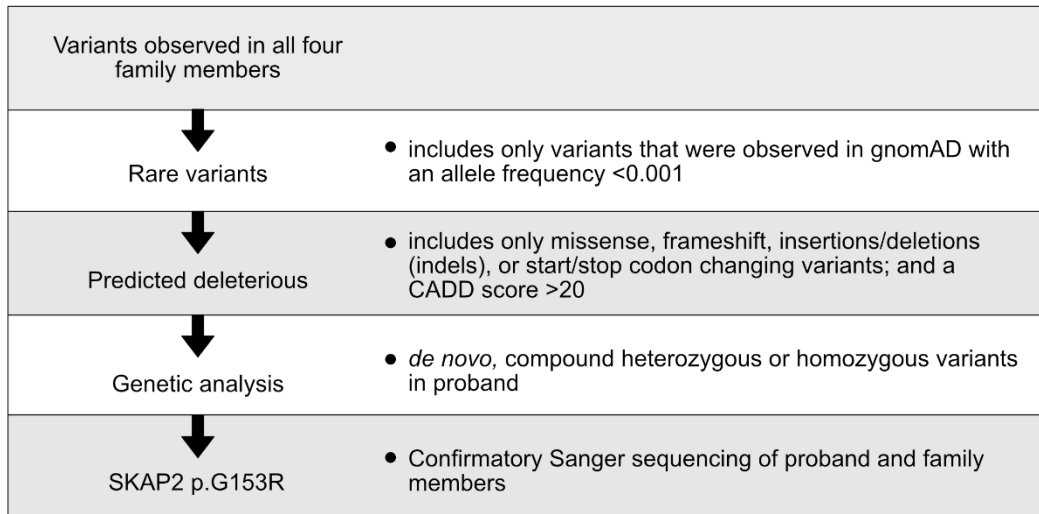 Variants observed in all four
family members
Rare variants
• includes only variants that were observed in gnomAD with
an allele frequency <0.001
Predicted deleterious
• includes only missense, frameshift, insertions/deletions
(indels), or start/stop codon changing variants; and a
CADD score >20
Genetic analysis
• de novo, compound heterozygous or homozygous variants
in proband
SKAP2 p.G153R
• Confirmatory Sanger sequencing of proband and family
members